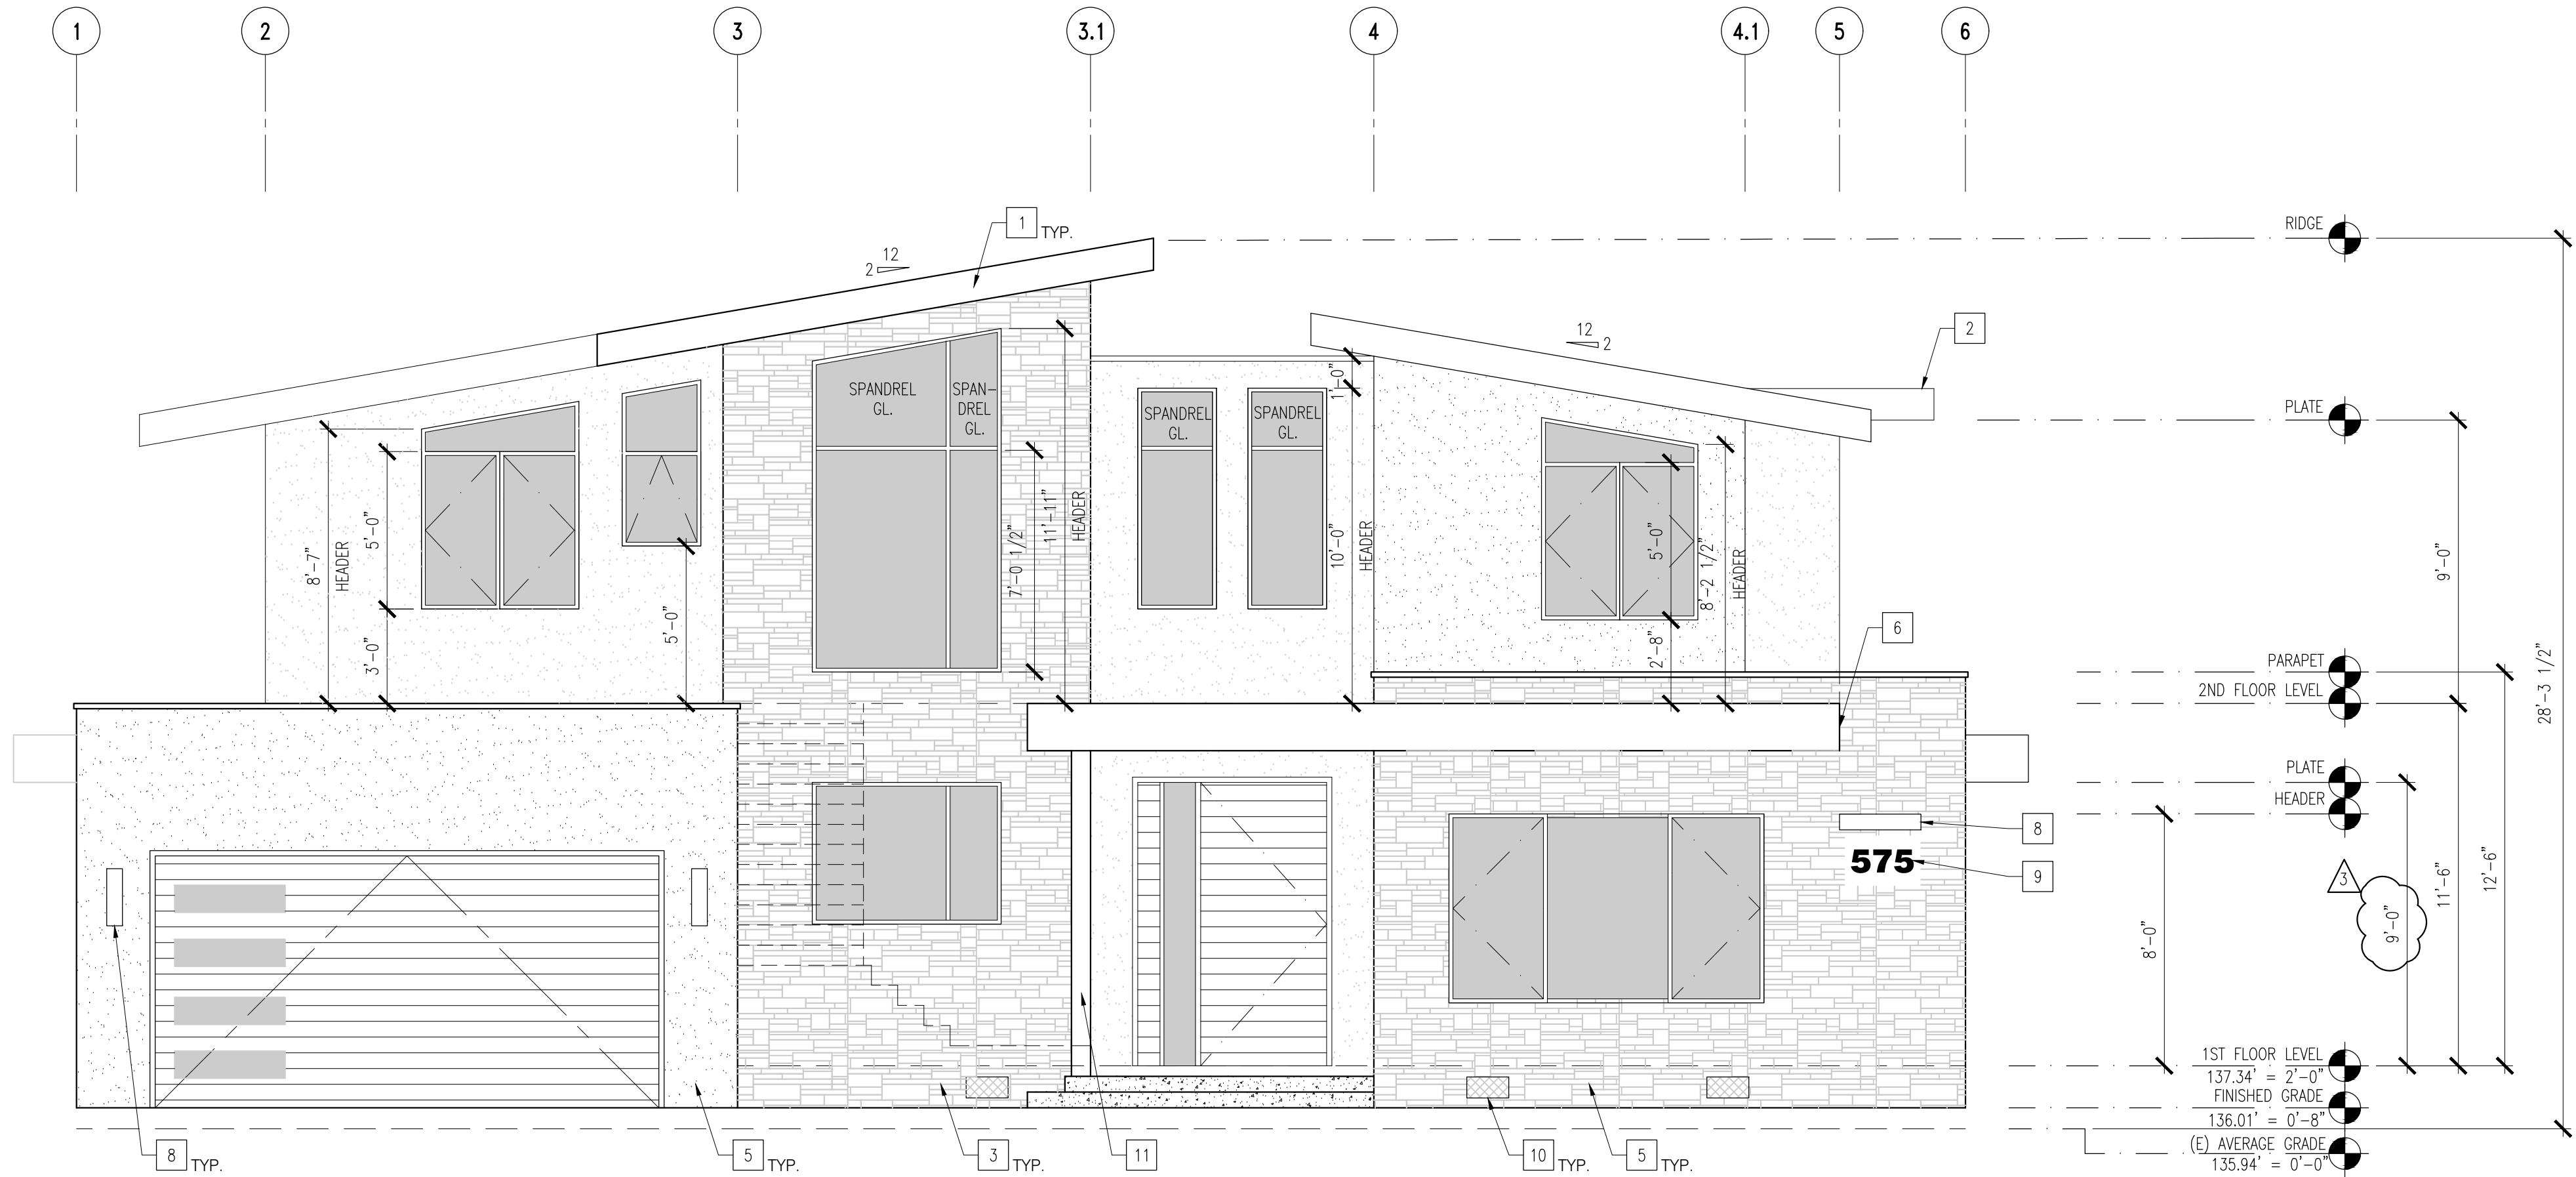 1 2 3 3.1 4 4.1 5 6
1 TYP.
RIDGE
12
2
12
2
2
SPANDREL
GL.
SPAN-
DREL
GL.
SPANDREL
GL.
SPANDREL
GL.
1'-0"
PLATE
8'-7"
HEADER
5'-0"
3'-0"
5'-0"
7'-0 1/2"
11'-11"
HEADER
10'-0"
HEADER
5'-0"
2'-8"
8'-2 1/2"
HEADER
9'-0"
6
PARAPET
2ND FLOOR LEVEL
28'-3 1/2"
PLATE
HEADER
8
575
9
3
8'-0"
9'-0"
11'-6"
12'-6"
1ST FLOOR LEVEL
137.34' = 2'-0"
FINISHED GRADE
136.01' = 0'-8"
(E) AVERAGE GRADE
135.94' = 0'-0"
8 TYP.
5 TYP.
3 TYP.
11
10 TYP.
5 TYP.